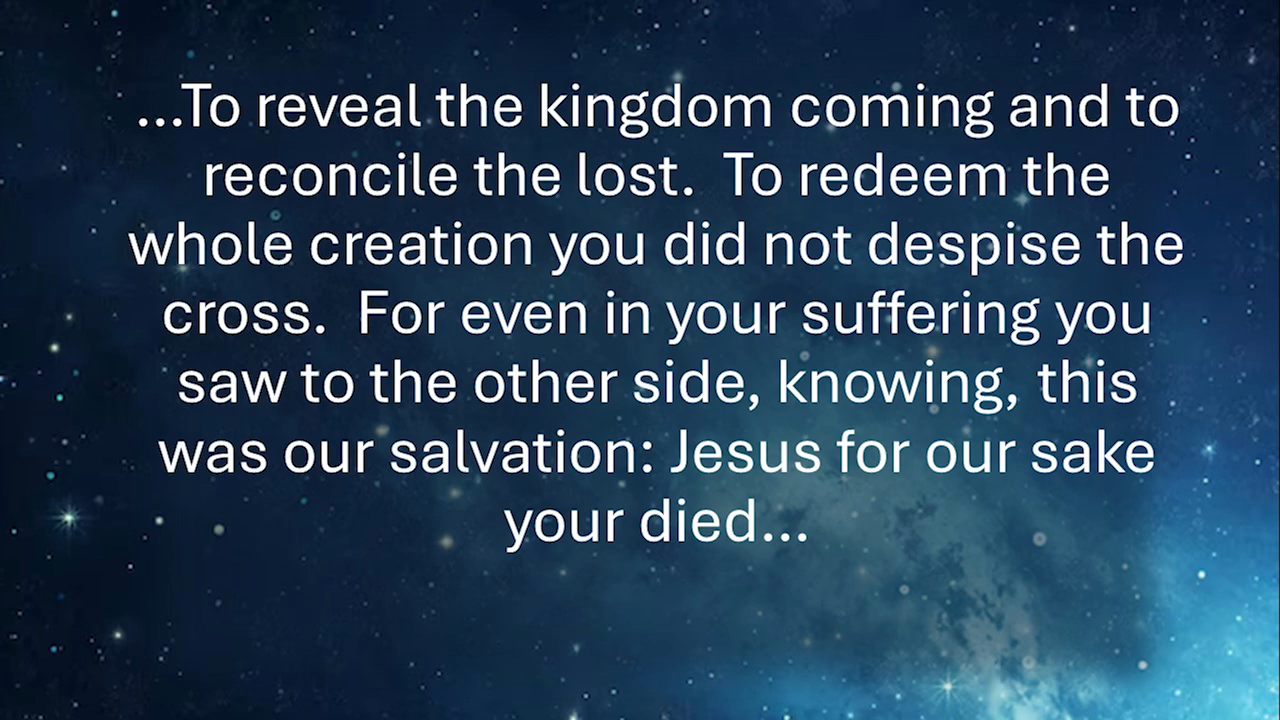 ...To reveal the kingdom coming and to
reconcile the lost.  To redeem the
whole creation you did not despise the
cross.  For even in your suffering you
saw to the other side, knowing, this
was our salvation: Jesus for our sake
your died...